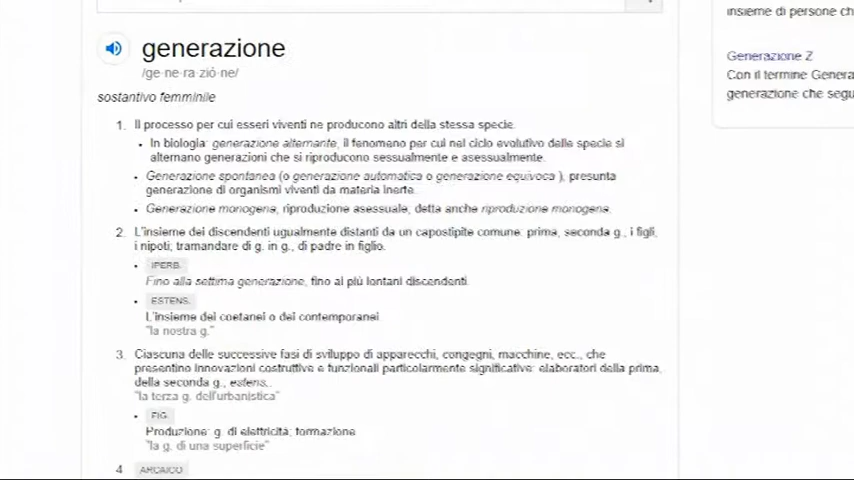 insieme di persone ch
generazione
/ge·ne·ra·zió·ne/
sostantivo femminile
1. Il processo per cui esseri viventi ne producono altri della stessa specie.
• In biologia: generazione alternante, il fenomeno per cui nel ciclo evolutivo delle specie si
alternano generazioni che si riproducono sessualmente e asessualmente.
• Generazione spontanea (o generazione automatica o generazione equivoca ), presunta
generazione di organismi viventi da materia inerte.
• Generazione monogena, riproduzione asessuale, detta anche riproduzione monogena.
2. L'insieme dei discendenti ugualmente distanti da un capostipite comune: prima, seconda g., i figli,
i nipoti; tramandare di g. in g., di padre in figlio.
• IPERB.
Fino alla settima generazione, fino ai più lontani discendenti.
• ESTENS.
L'insieme dei coetanei o dei contemporanei.
"la nostra g."
3. Ciascuna delle successive fasi di sviluppo di apparecchi, congegni, macchine, ecc., che
presentino innovazioni costruttive e funzionali particolarmente significative: elaboratori della prima,
della seconda g., estens..
"la terza g. dell'urbanistica"
• FIG.
Produzione: g. di elettricità; formazione
"la g. di una superficie"
4. ARCAICO
Generazione Z
Con il termine Genera
generazione che segu